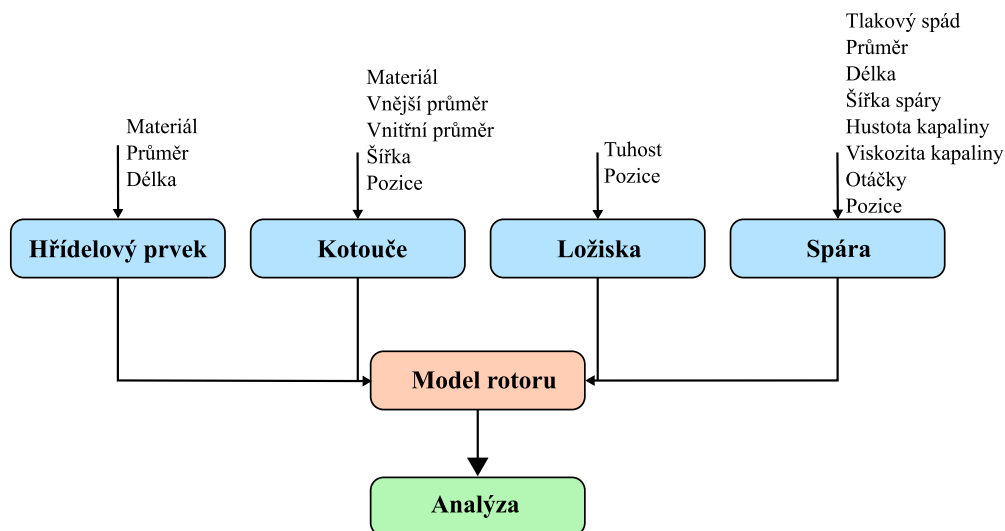 Materiál
Průměr
Délka
Hřídelový prvek
Materiál
Vnější průměr
Vnitřní průměr
Šířka
Pozice
Kotouče
Tuhost
Pozice
Ložiska
Tlakový spád
Průměr
Délka
Šířka spáry
Hustota kapaliny
Viskozita kapaliny
Otáčky
Pozice
Spára
Model rotoru
Analýza